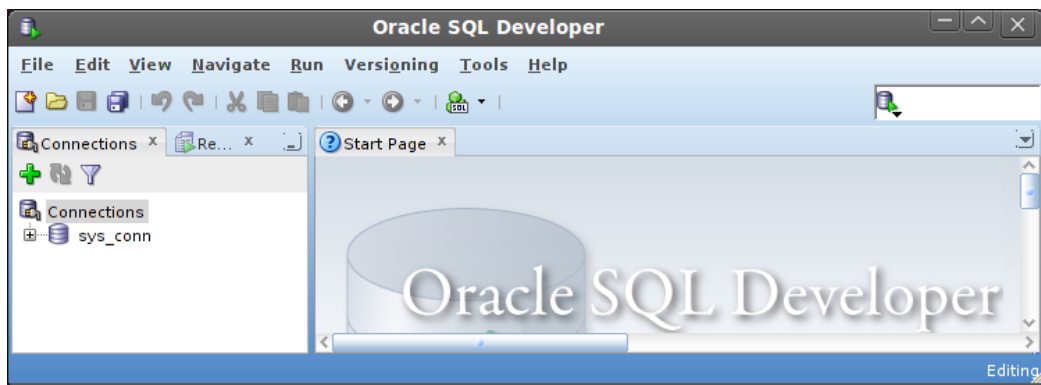 Oracle SQL Developer
File Edit View Navigate Run Versioning Tools Help
SQL
Connections x Re... x
Start Page x
Connections
sys_conn
Oracle SQL Developer
Editing